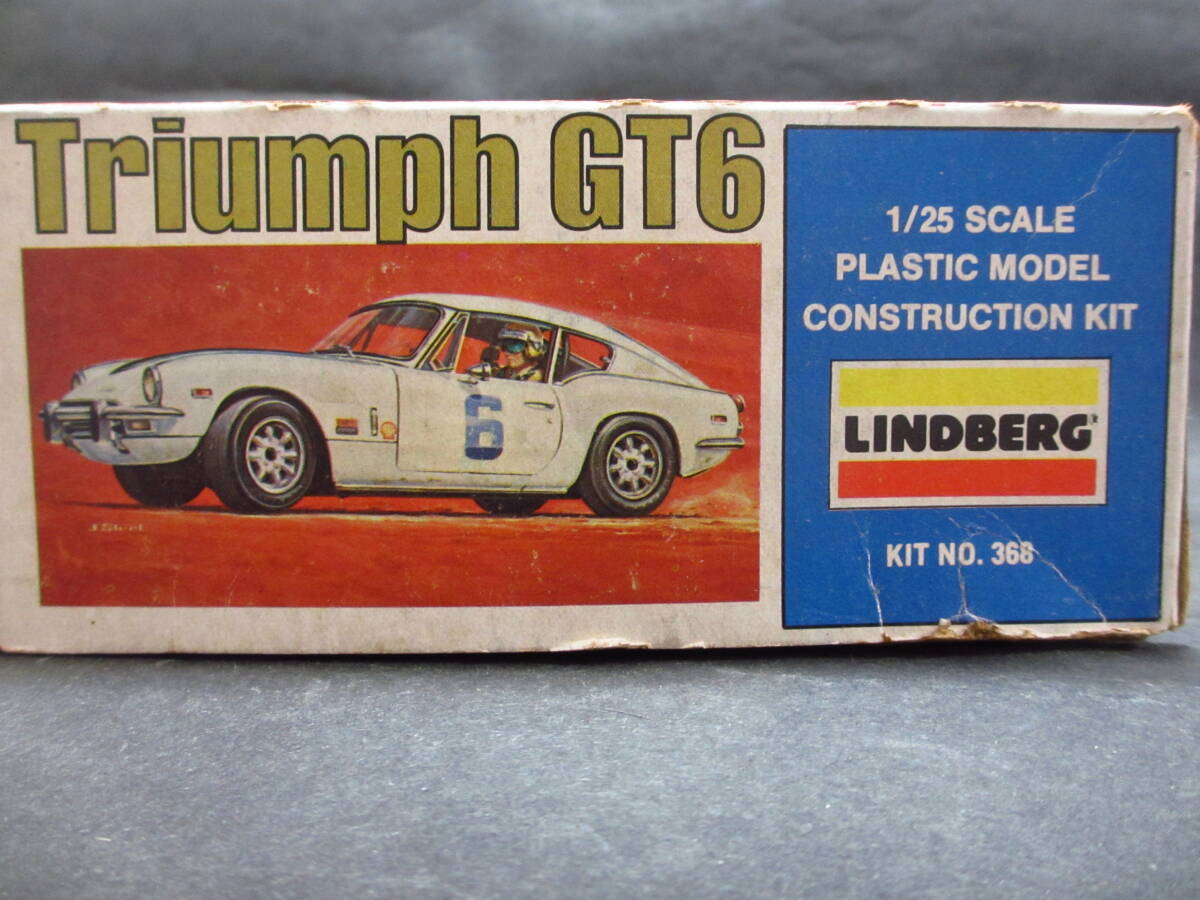 Triumph GT6
6
1/25 SCALE
PLASTIC MODEL
CONSTRUCTION KIT
LINDBERG
KIT NO. 368